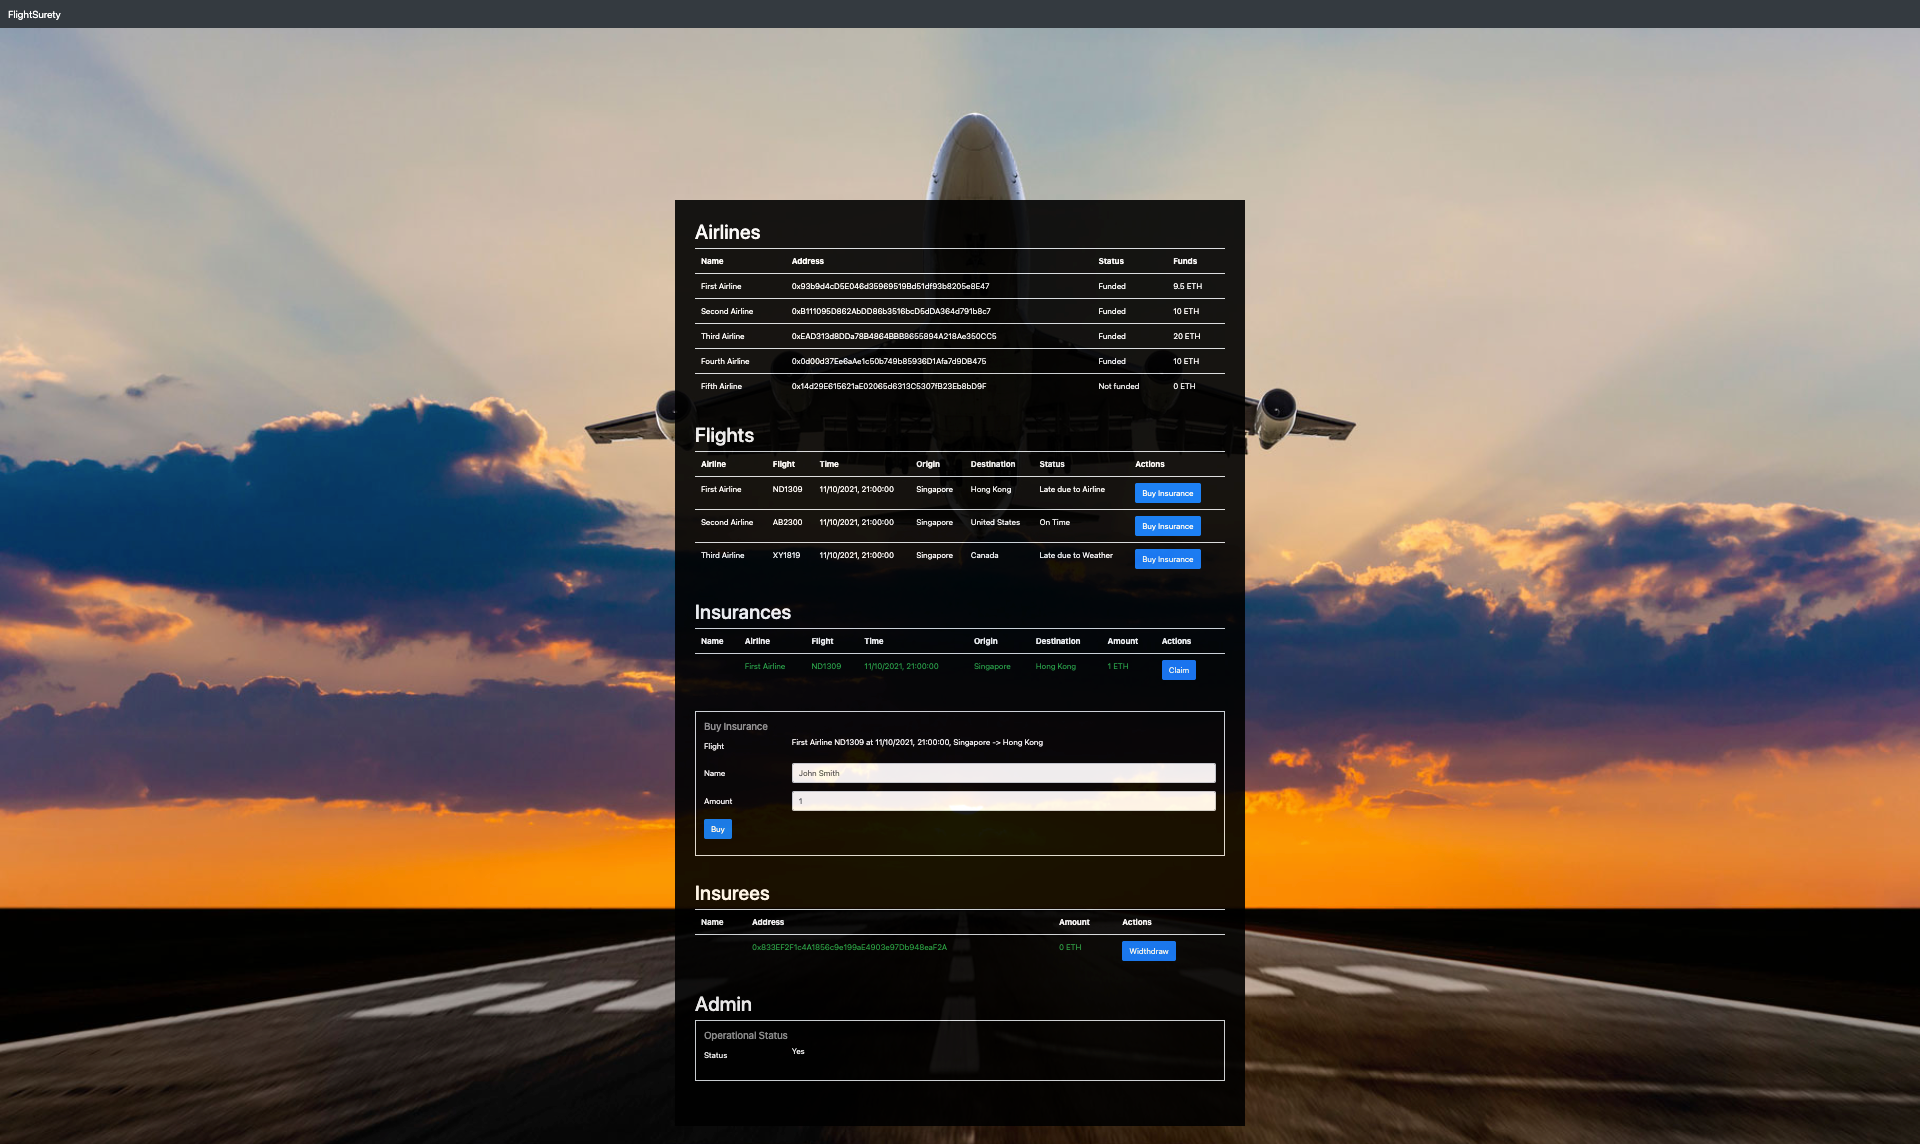 FlightSurety
Airlines
Name Address Status Funds
First Airline 0x93b9d4cD5E046d35969519Bd51df93b8205e8E47 Funded 9.5 ETH
Second Airline 0xB111095D862AbDD86b3516bcD5dDA364d791b8c7 Funded 10 ETH
Third Airline 0xEAD313d8DDa78B4864BBB8655894A218Ae350CC5 Funded 20 ETH
Fourth Airline 0x0d00d37Ee6aAe1c50b749b85936D1Afa7d9DB475 Funded 10 ETH
Fifth Airline 0x14d29E615621aE02065d6313C5307fB23Eb8bD9F Not funded 0 ETH
Flights
Airline Flight Time Origin Destination Status Actions
First Airline ND1309 11/10/2021, 21:00:00 Singapore Hong Kong Late due to Airline Buy Insurance
Second Airline AB2300 11/10/2021, 21:00:00 Singapore United States On Time Buy Insurance
Third Airline XY1819 11/10/2021, 21:00:00 Singapore Canada Late due to Weather Buy Insurance
Insurances
Name Airline Flight Time Origin Destination Amount Actions
First Airline ND1309 11/10/2021, 21:00:00 Singapore Hong Kong 1 ETH Claim
Buy Insurance
Flight First Airline ND1309 at 11/10/2021, 21:00:00, Singapore -> Hong Kong
Name John Smith
Amount 1
Buy
Insurees
Name Address Amount Actions
0x833EF2F1c4A1856c9e199aE4903e97Db948eaF2A 0 ETH Widthdraw
Admin
Operational Status
Status Yes